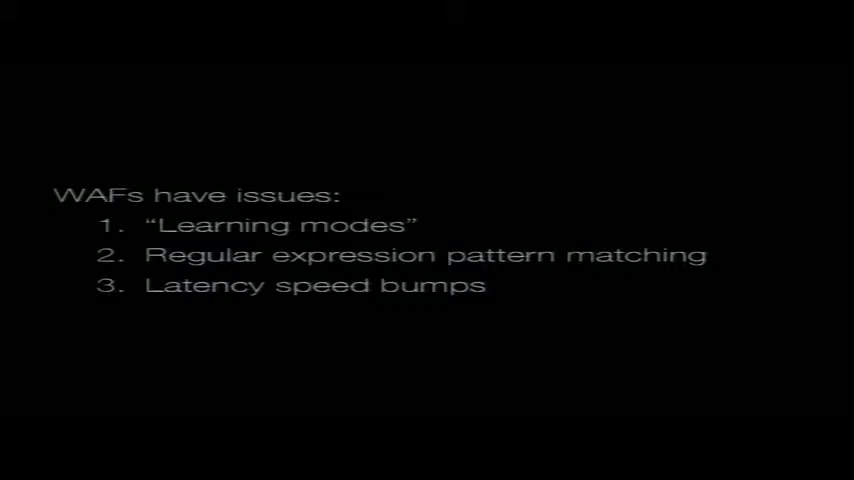 WAFs have issues:
1. “Learning modes”
2. Regular expression pattern matching
3. Latency speed bumps